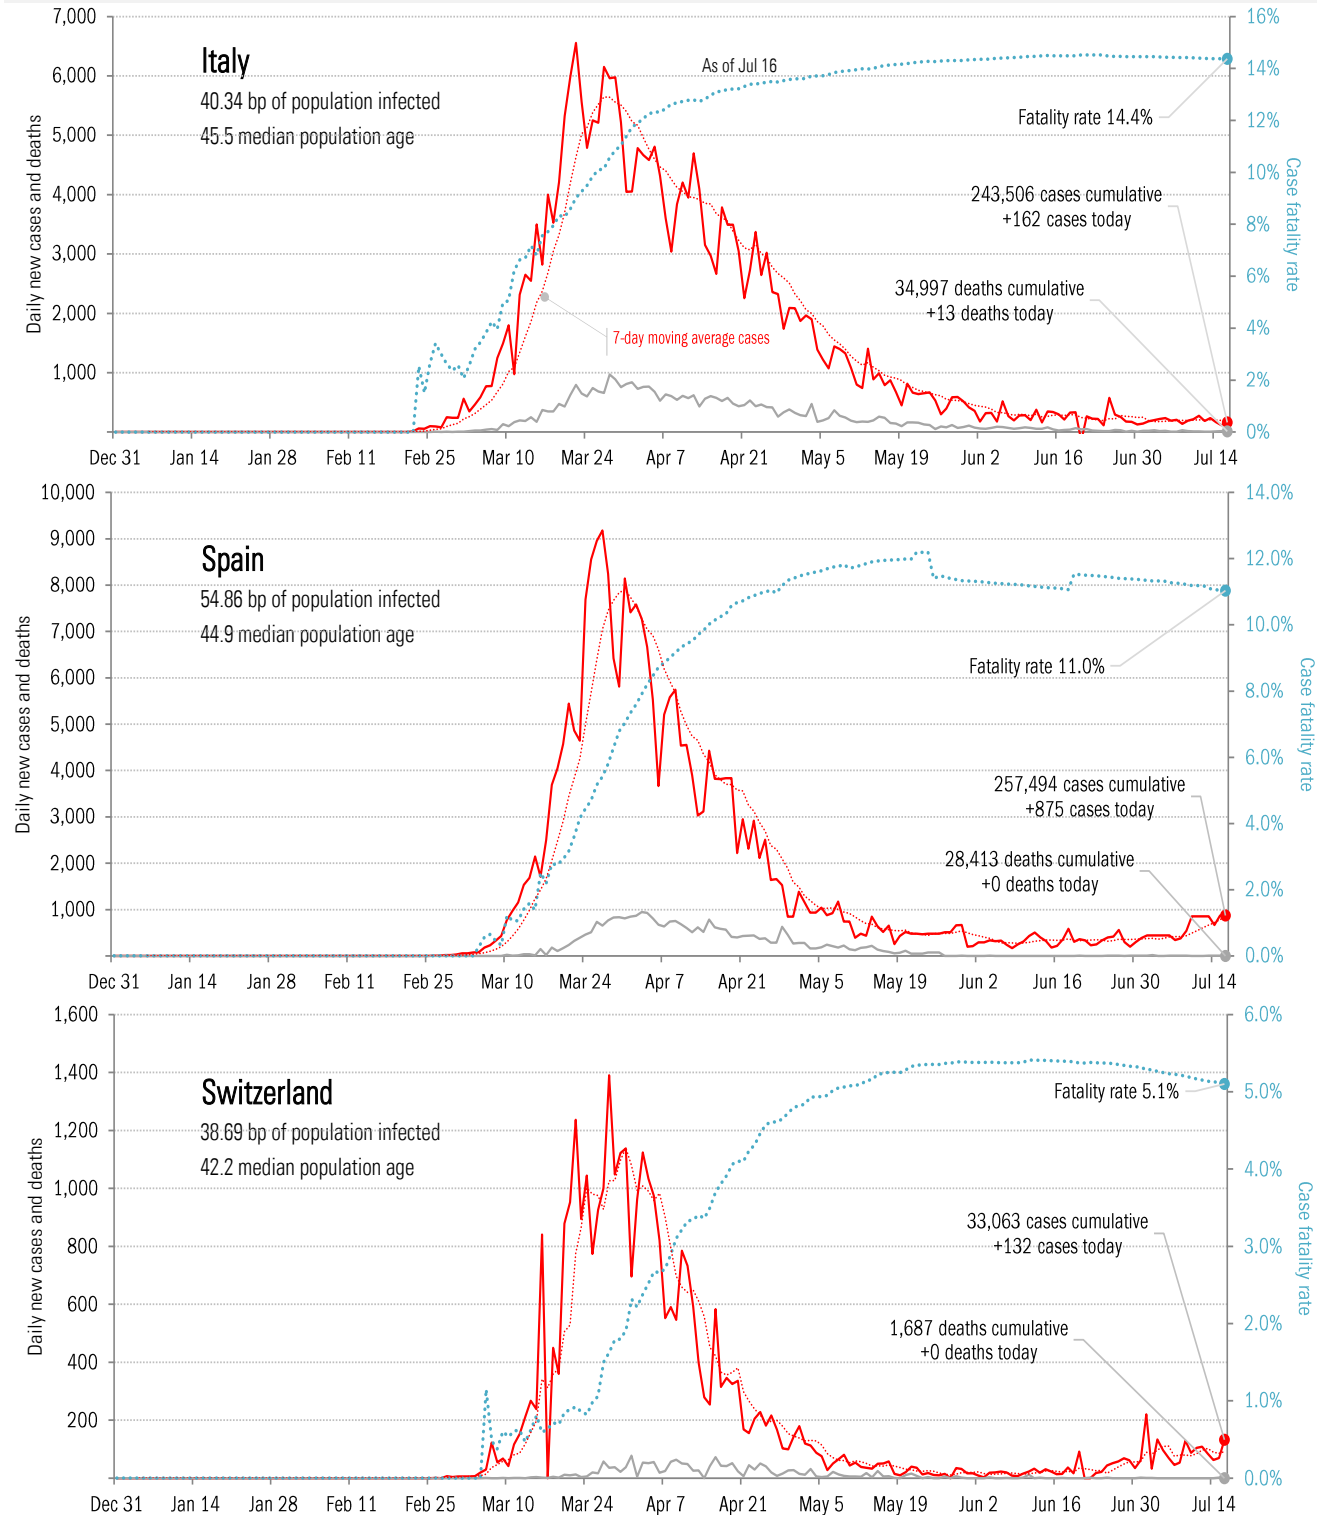 Italy
40.34 bp of population infected
45.5 median population age
As of Jul 16
Fatality rate 14.4%
243,506 cases cumulative
+162 cases today
34,997 deaths cumulative
+13 deaths today
7-day moving average cases
Daily new cases and deaths
7,000
6,000
5,000
4,000
3,000
2,000
1,000
16%
14%
12%
10%
8%
6%
4%
2%
0%
Case fatality rate
Dec 31 Jan 14 Jan 28 Feb 11 Feb 25 Mar 10 Mar 24 Apr 7 Apr 21 May 5 May 19 Jun 2 Jun 16 Jun 30 Jul 14
Spain
54.86 bp of population infected
44.9 median population age
Fatality rate 11.0%
257,494 cases cumulative
+875 cases today
28,413 deaths cumulative
+0 deaths today
Daily new cases and deaths
10,000
9,000
8,000
7,000
6,000
5,000
4,000
3,000
2,000
1,000
14.0%
12.0%
10.0%
8.0%
6.0%
4.0%
2.0%
0.0%
Case fatality rate
Dec 31 Jan 14 Jan 28 Feb 11 Feb 25 Mar 10 Mar 24 Apr 7 Apr 21 May 5 May 19 Jun 2 Jun 16 Jun 30 Jul 14
Switzerland
38.69 bp of population infected
42.2 median population age
Fatality rate 5.1%
33,063 cases cumulative
+132 cases today
1,687 deaths cumulative
+0 deaths today
Daily new cases and deaths
1,600
1,400
1,200
1,000
800
600
400
200
6.0%
5.0%
4.0%
3.0%
2.0%
1.0%
0.0%
Case fatality rate
Dec 31 Jan 14 Jan 28 Feb 11 Feb 25 Mar 10 Mar 24 Apr 7 Apr 21 May 5 May 19 Jun 2 Jun 16 Jun 30 Jul 14